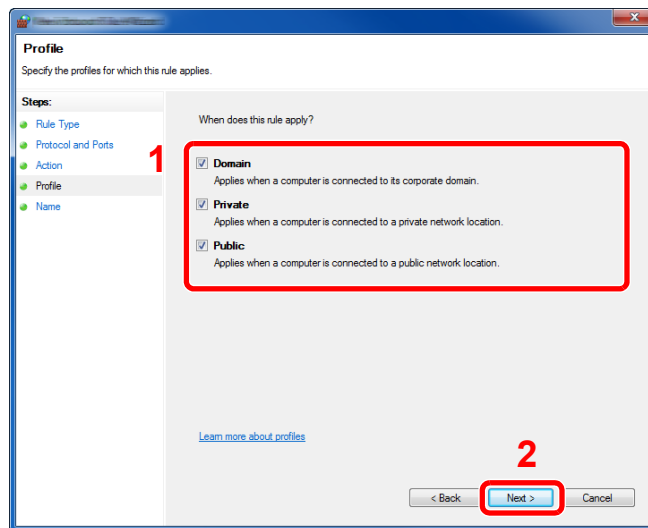 Profile
Specify the profiles for which this rule applies.
Steps:
Rule Type
Protocol and Ports
Action
Profile
Name
When does this rule apply?
1
Domain
Applies when a computer is connected to its corporate domain.
Private
Applies when a computer is connected to a private network location.
Public
Applies when a computer is connected to a public network location.
Learn more about profiles
2
< Back
Next >
Cancel